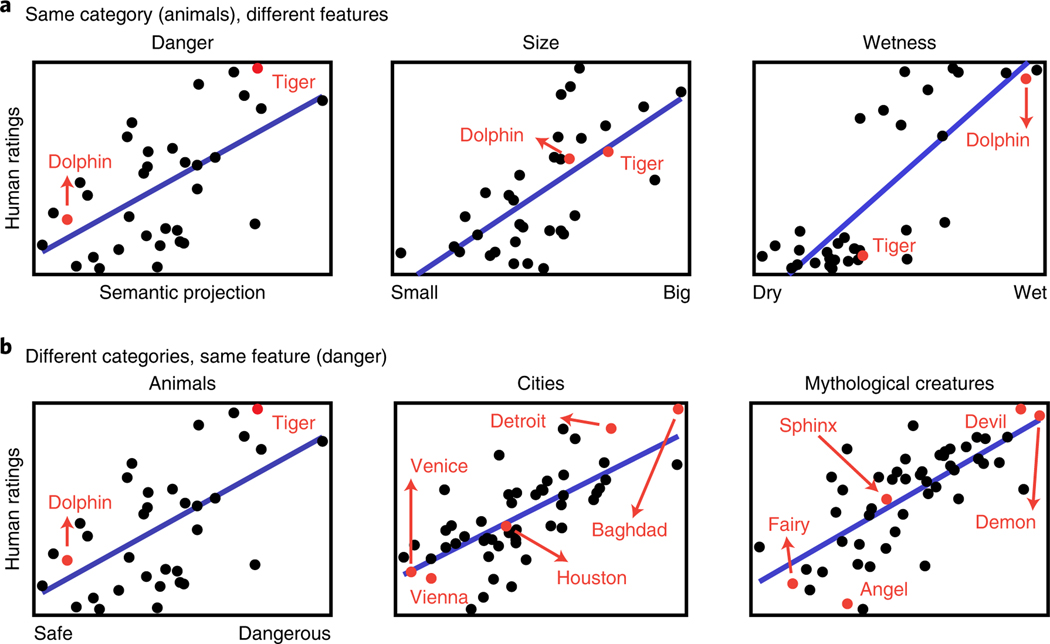 a
Same category (animals), different features
Danger
Size
Wetness
Human ratings
Tiger
Dolphin
Dolphin
Tiger
Dolphin
Tiger
Semantic projection
Small
Big
Dry
Wet
b
Different categories, same feature (danger)
Animals
Cities
Mythological creatures
Human ratings
Tiger
Dolphin
Detroit
Venice
Baghdad
Houston
Vienna
Sphinx
Devil
Fairy
Demon
Angel
Safe
Dangerous